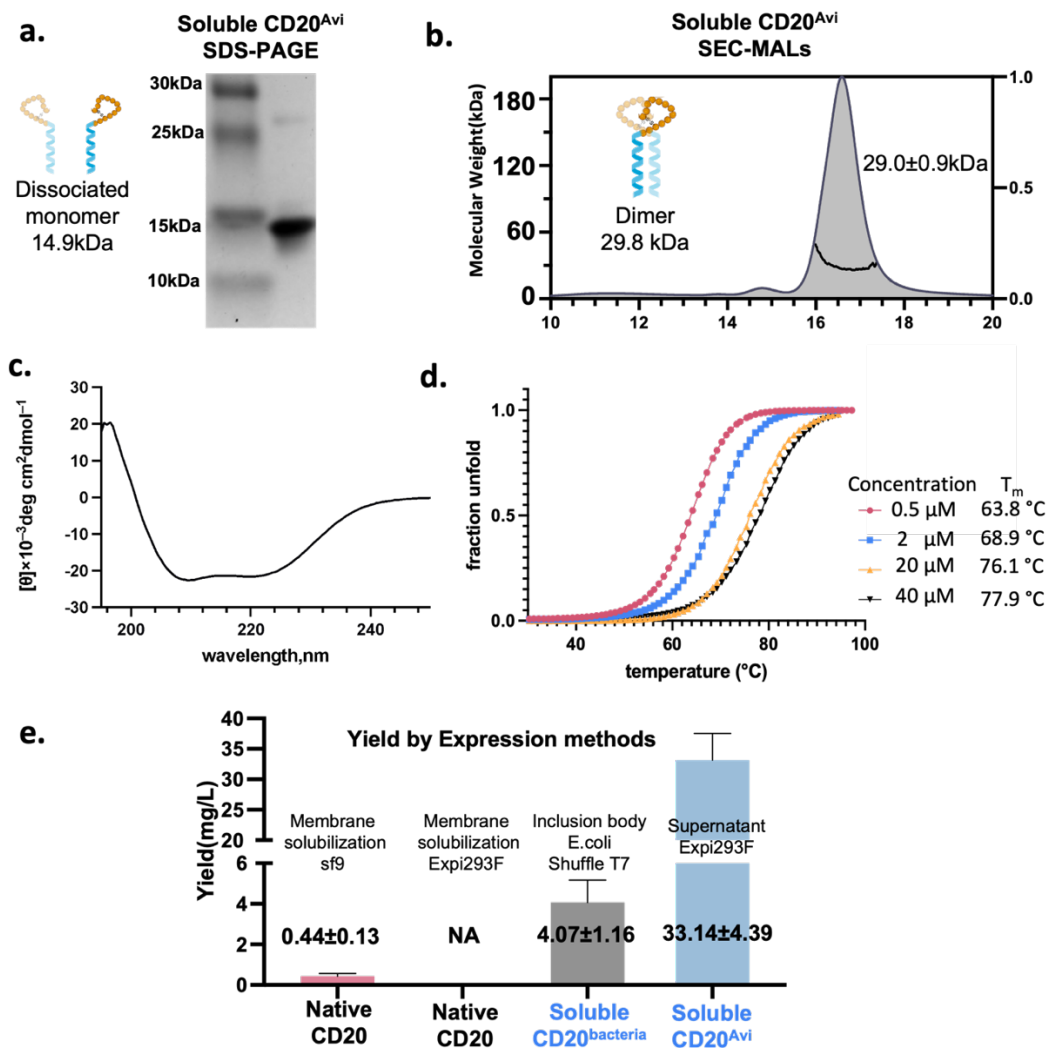 a.
Soluble CD20Avi
SDS-PAGE
30kDa
25kDa
15kDa
10kDa
Dissociated
monomer
14.9kDa
b.
Soluble CD20Avi
SEC-MALs
Molecular Weight(kDa)
180
120
60
0
1.0
0.5
0.0
10 12 14 16 18 20
29.0±0.9kDa
Dimer
29.8 kDa
c.
[θ]×10⁻³deg cm²dmol⁻¹
30
20
10
0
-10
-20
-30
200 220 240
wavelength,nm
d.
fraction unfold
1.0
0.5
0.0
40 60 80 100
temperature (°C)
Concentration Tm
0.5 µM 63.8 °C
2 µM 68.9 °C
20 µM 76.1 °C
40 µM 77.9 °C
e.
Yield by Expression methods
Yield(mg/L)
40
35
30
25
20
6
4
2
0
Membrane
solubilization
sf9
Membrane
solubilization
Expi293F
Inclusion body
E.coli
Shuffle T7
Supernatant
Expi293F
0.44±0.13
NA
4.07±1.16
33.14±4.39
Native
CD20
Native
CD20
Soluble
CD20bacteria
Soluble
CD20Avi